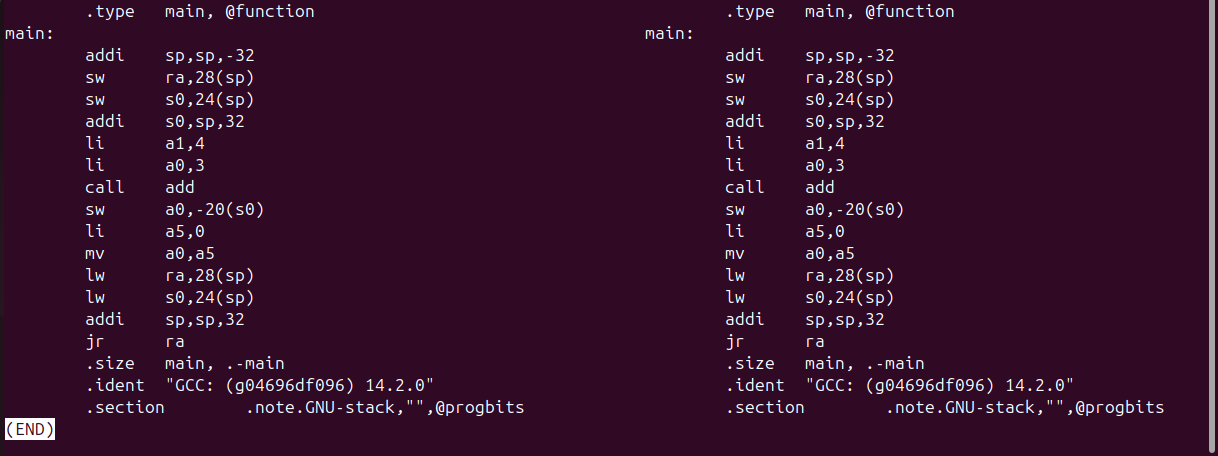 .type main, @function .type main, @function
main: main:
addi sp,sp,-32 addi sp,sp,-32
sw ra,28(sp) sw ra,28(sp)
sw s0,24(sp) sw s0,24(sp)
addi s0,sp,32 addi s0,sp,32
li a1,4 li a1,4
li a0,3 li a0,3
call add call add
sw a0,-20(s0) sw a0,-20(s0)
li a5,0 li a5,0
mv a0,a5 mv a0,a5
lw ra,28(sp) lw ra,28(sp)
lw s0,24(sp) lw s0,24(sp)
addi sp,sp,32 addi sp,sp,32
jr ra jr ra
.size main, .-main .size main, .-main
.ident "GCC: (g04696df096) 14.2.0" .ident "GCC: (g04696df096) 14.2.0"
.section .note.GNU-stack,"",@progbits .section .note.GNU-stack,"",@progbits
(END)